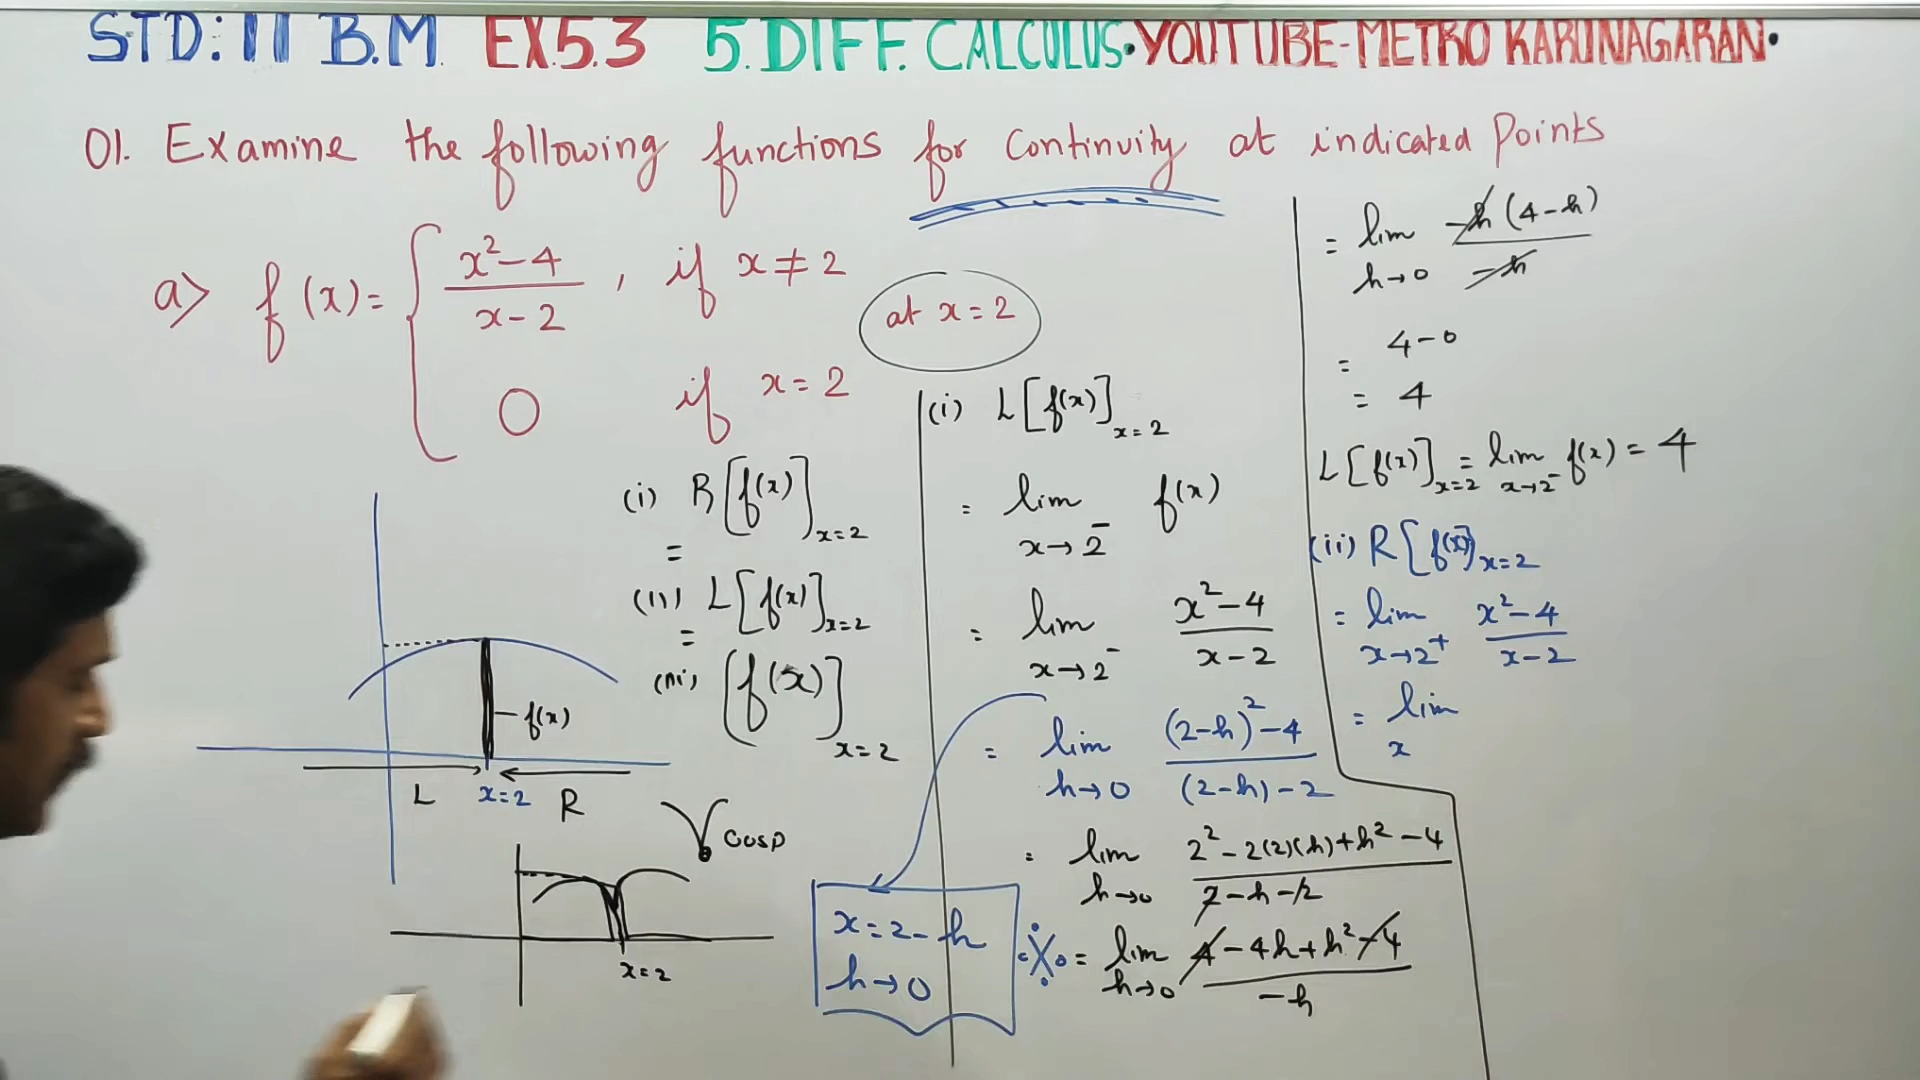 STD: 11 B.M. EX.5.3 5. DIFF. CALCULUS • YOUTUBE - METRO KARUNAGARAN •
01. Examine the following functions for Continuity at indicated Points
a) f(x) = { x²-4 / x-2 , if x ≠ 2
0 if x = 2
at x = 2
(i) R[f(x)] x=2
=
(ii) L[f(x)] x=2
=
(iii) [f(x)] x=2
f(x)
L x=2 R
Cusp
x=2
(i) L[f(x)] x=2
= lim x→2⁻ f(x)
= lim x→2⁻ x²-4 / x-2
= lim h→0 (2-h)²-4 / (2-h)-2
= lim h→0 2²-2(2)(h)+h²-4 / 2-h-2
= lim h→0 4-4h+h²-4 / -h
x=2-h
h→0
= lim h→0 -h(4-h) / -h
= 4-0
= 4
L[f(x)] x=2 = lim x→2⁻ f(x) = 4
(ii) R[f(x)] x=2
= lim x→2⁺ x²-4 / x-2
= lim x